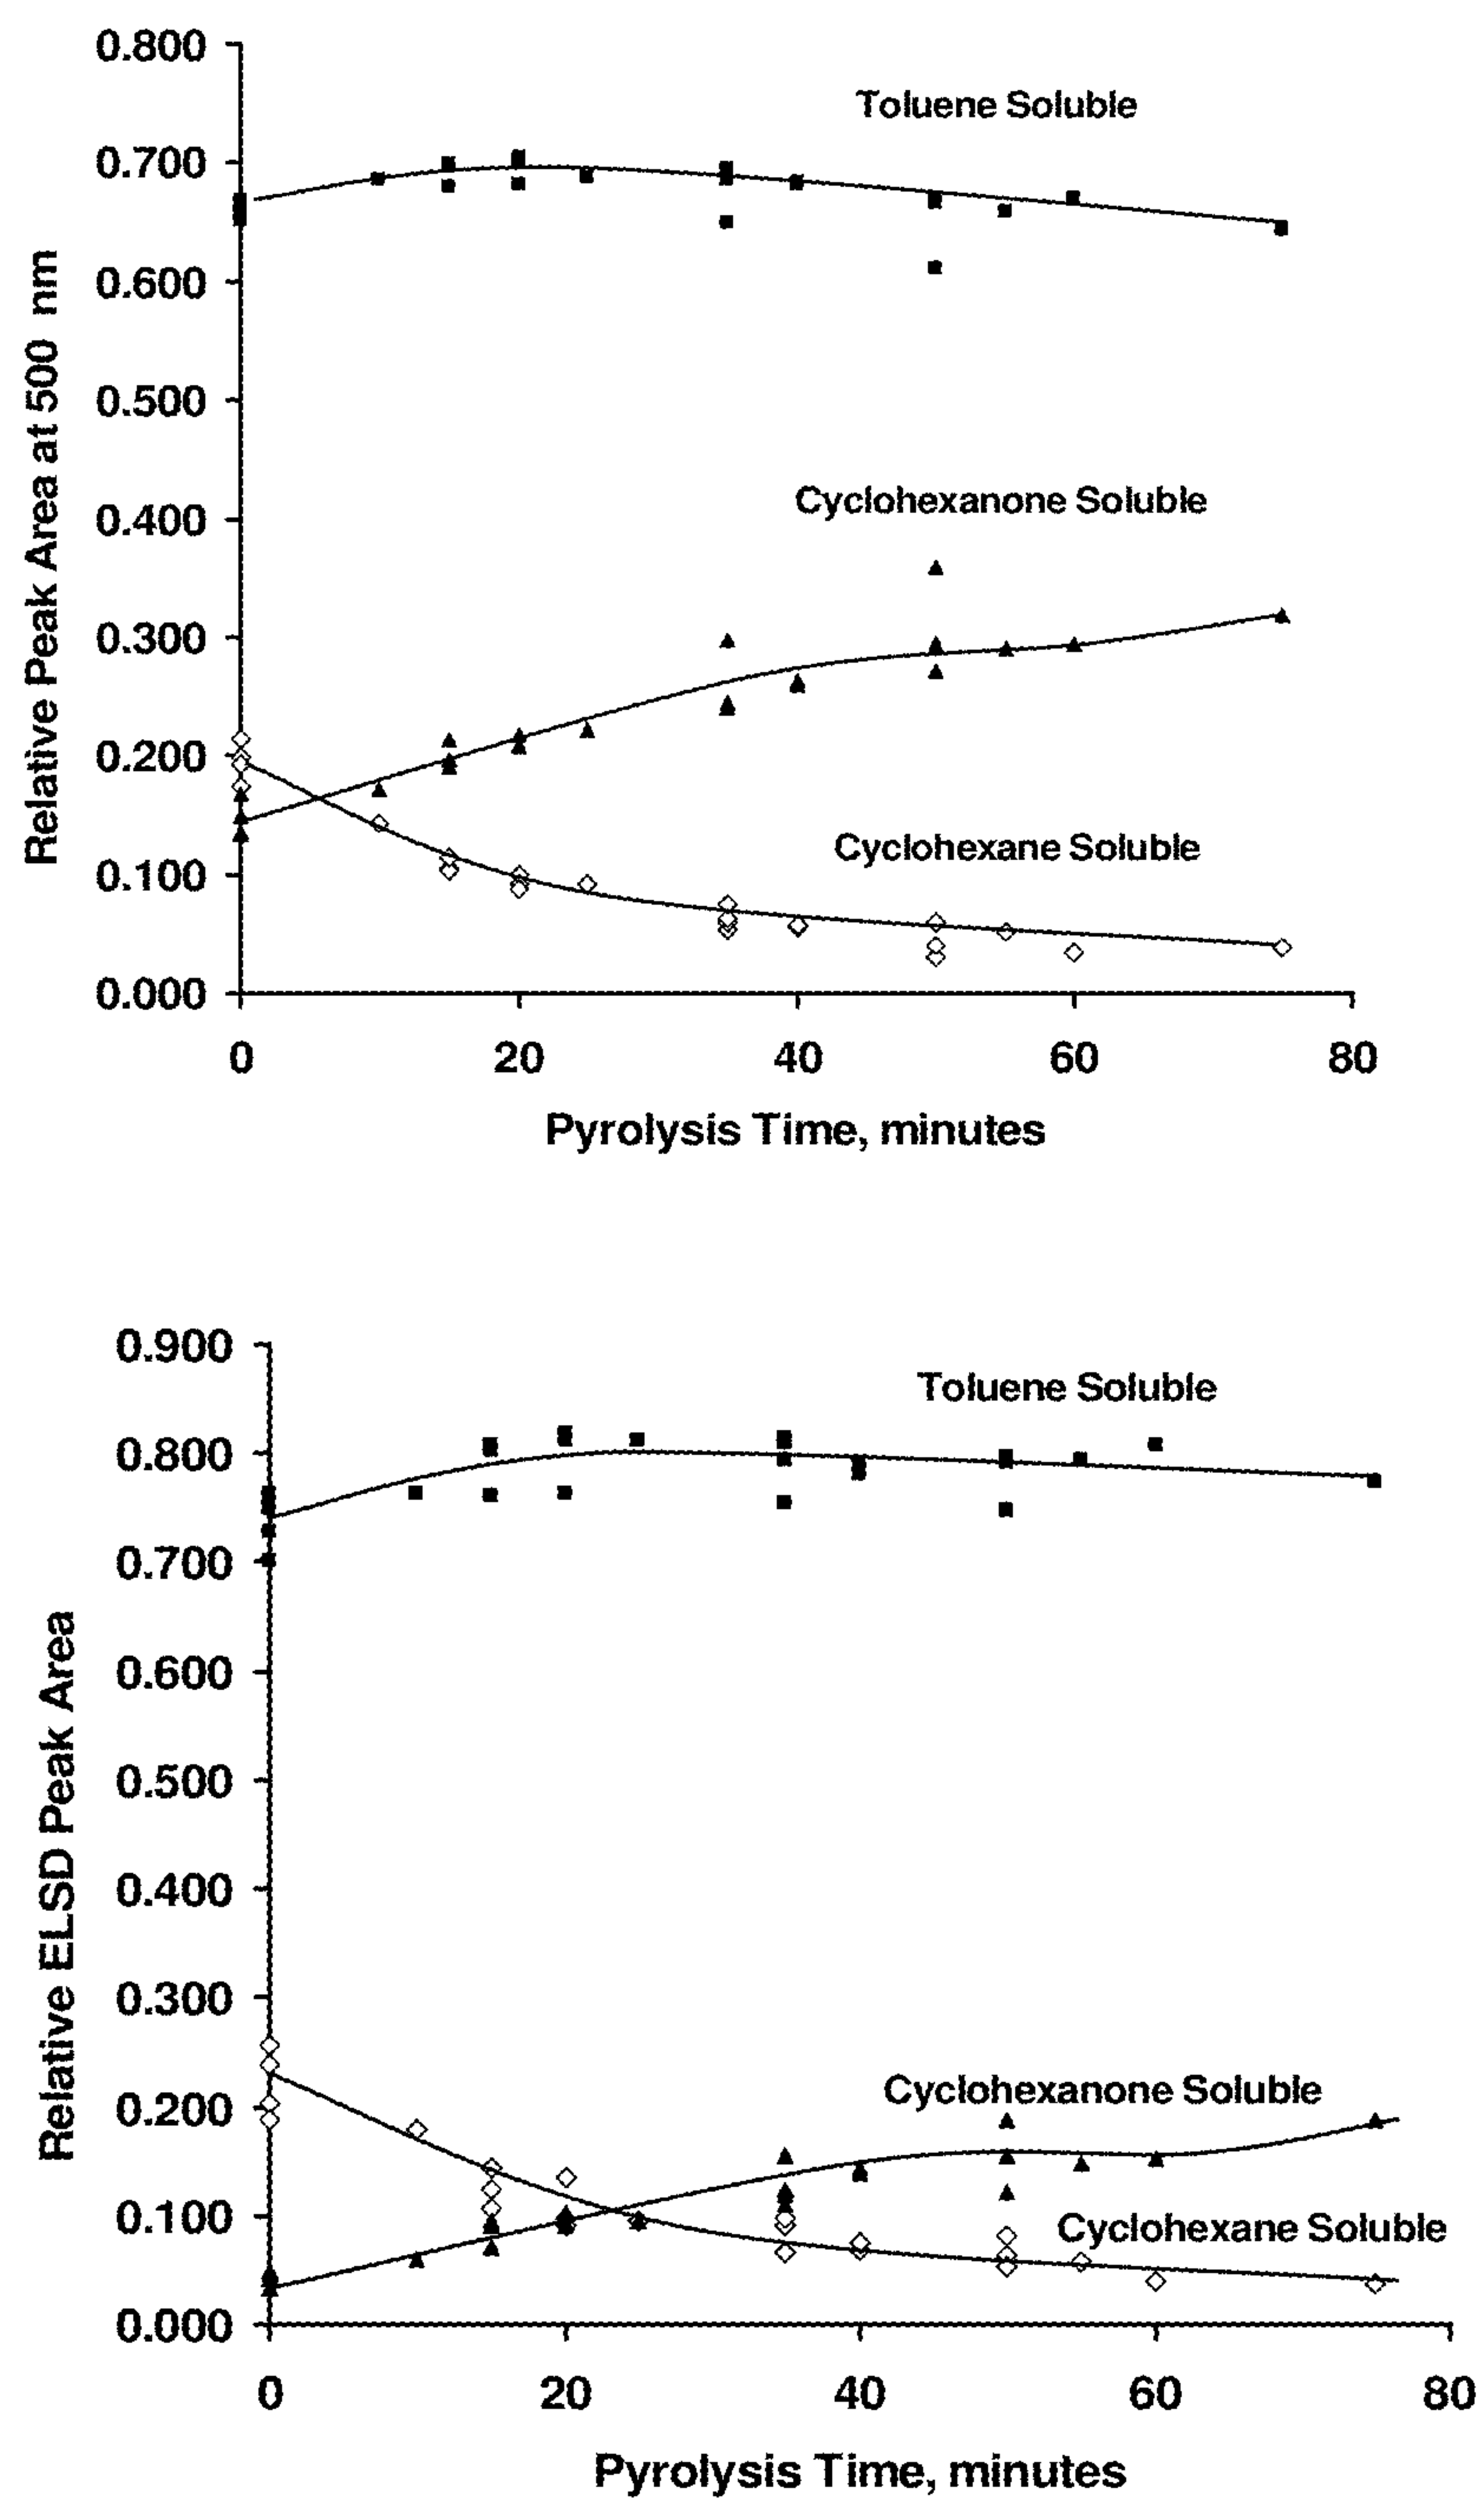 0.800
Toluene Soluble
0.700
0.600
0.500
Cyclohexanone Soluble
0.400
0.300
0.200
Cyclohexane Soluble
0.100
0.000
Relative Peak Area at 500 nm
0 20 40 60 80
Pyrolysis Time, minutes
0.900
Toluene Soluble
0.800
0.700
0.600
0.500
0.400
0.300
Cyclohexanone Soluble
0.200
0.100
Cyclohexane Soluble
0.000
Relative ELSD Peak Area
0 20 40 60 80
Pyrolysis Time, minutes